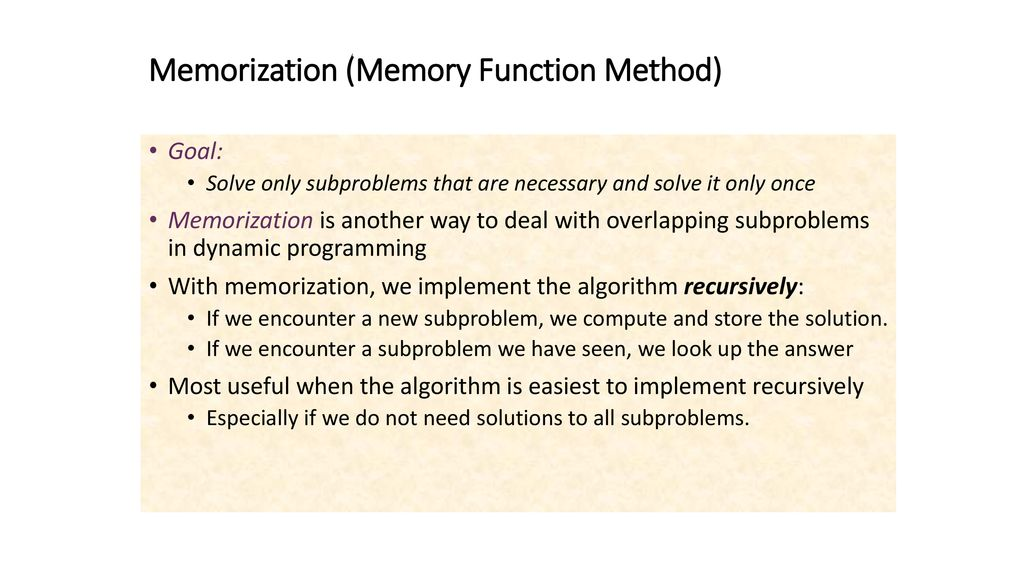 Memorization (Memory Function Method)
• Goal:
• Solve only subproblems that are necessary and solve it only once
• Memorization is another way to deal with overlapping subproblems
in dynamic programming
• With memorization, we implement the algorithm recursively:
• If we encounter a new subproblem, we compute and store the solution.
• If we encounter a subproblem we have seen, we look up the answer
• Most useful when the algorithm is easiest to implement recursively
• Especially if we do not need solutions to all subproblems.